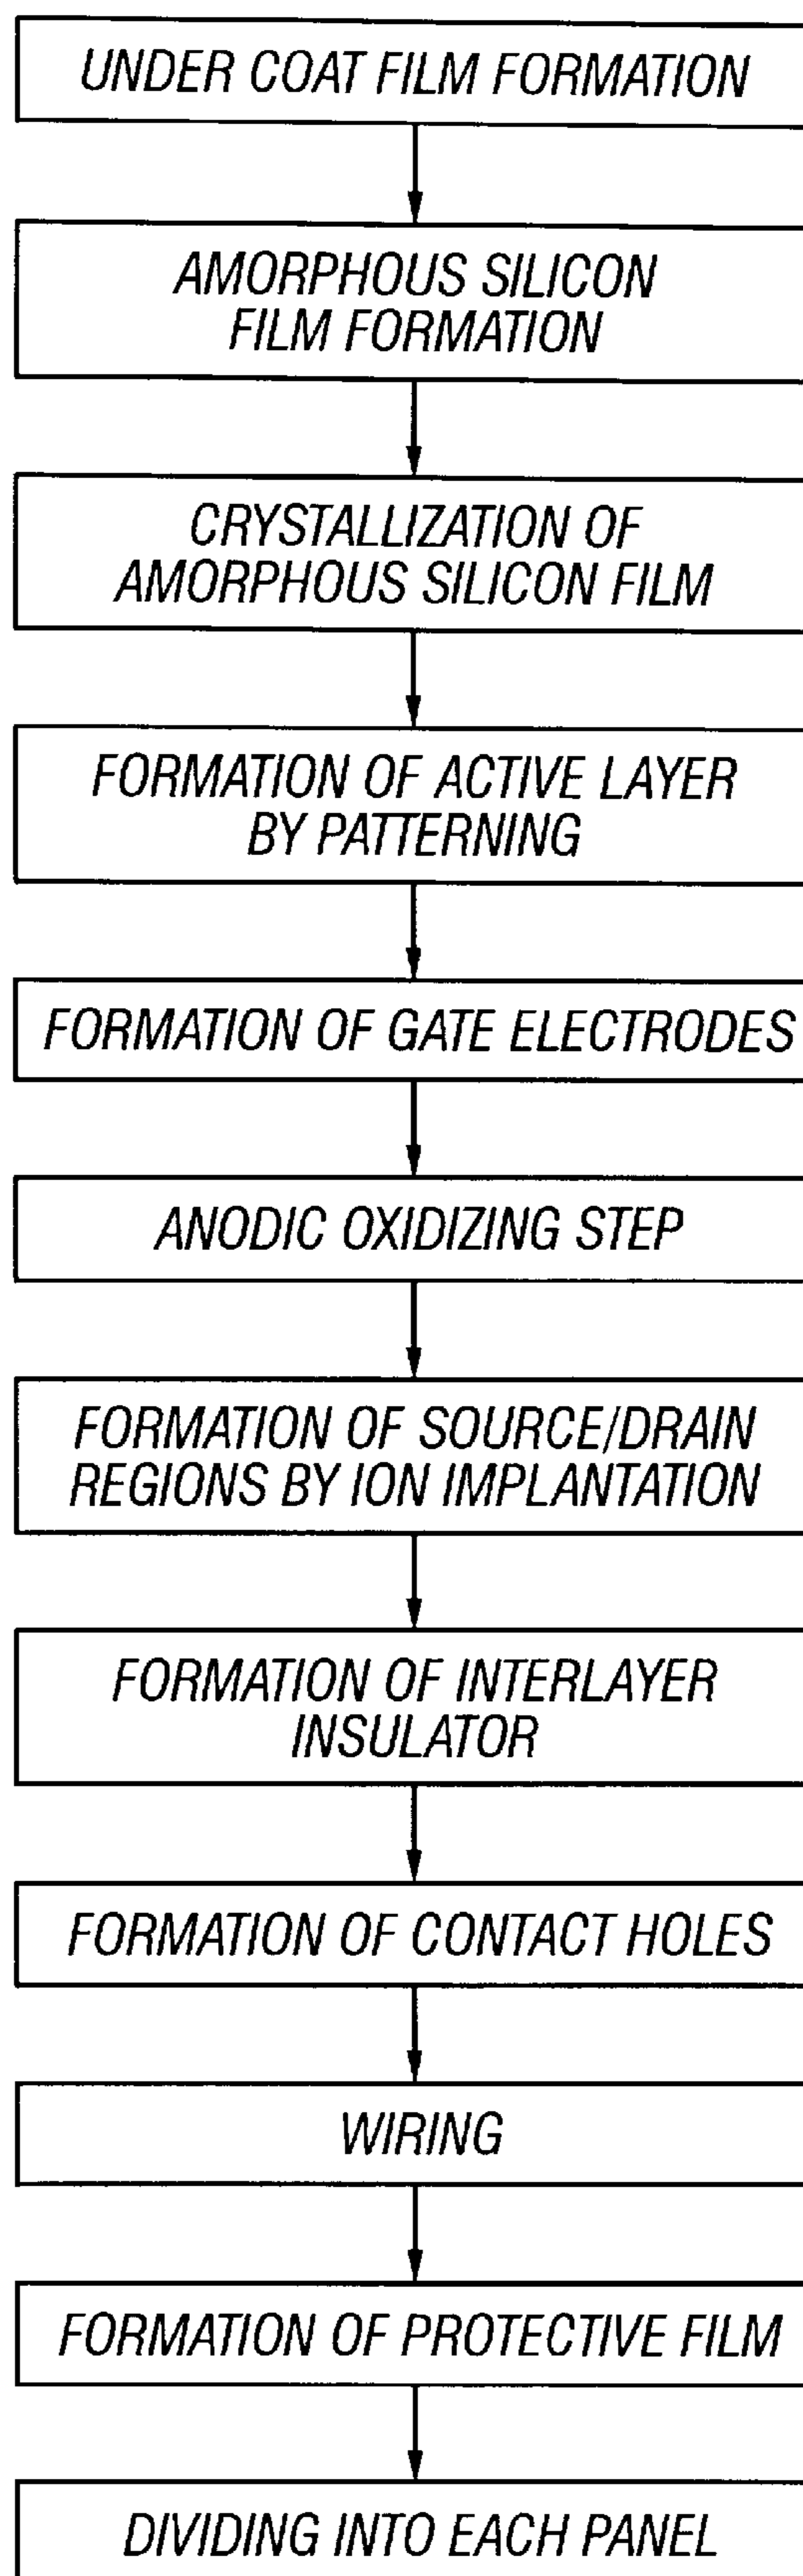 UNDER COAT FILM FORMATION
AMORPHOUS SILICON
FILM FORMATION
CRYSTALLIZATION OF
AMORPHOUS SILICON FILM
FORMATION OF ACTIVE LAYER
BY PATTERNING
FORMATION OF GATE ELECTRODES
ANODIC OXIDIZING STEP
FORMATION OF SOURCE/DRAIN
REGIONS BY ION IMPLANTATION
FORMATION OF INTERLAYER
INSULATOR
FORMATION OF CONTACT HOLES
WIRING
FORMATION OF PROTECTIVE FILM
DIVIDING INTO EACH PANEL